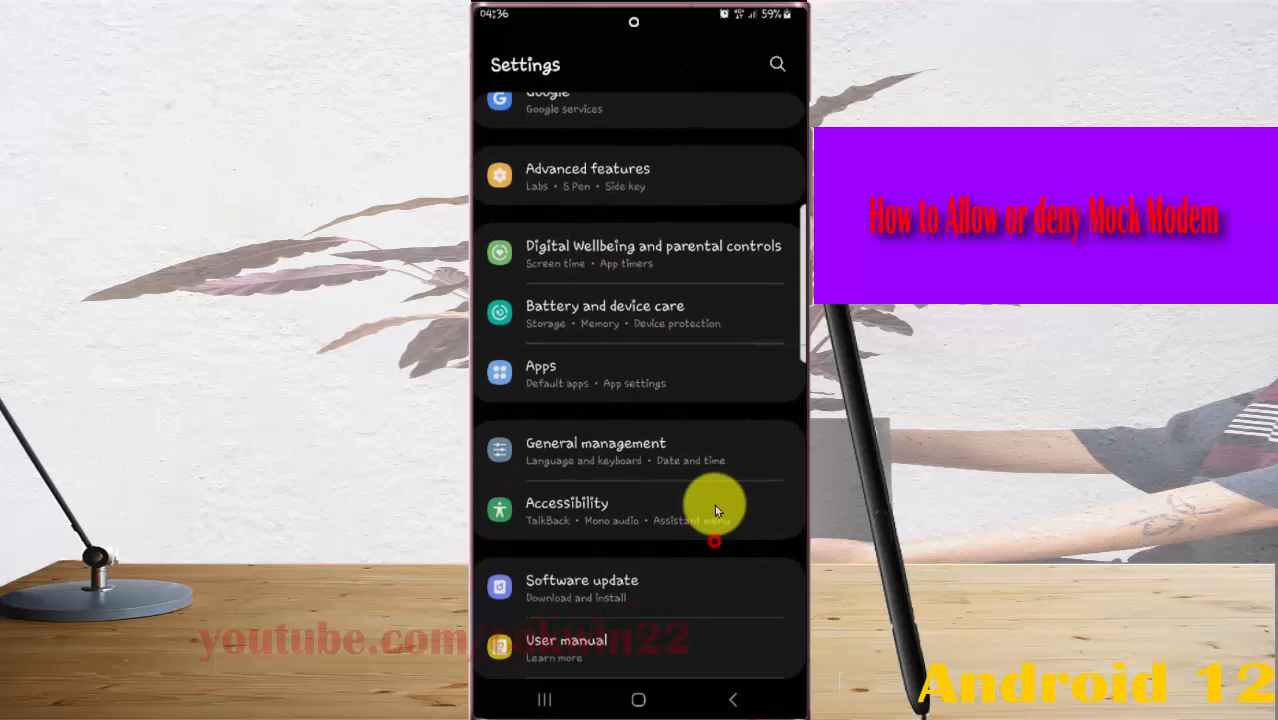 04:36
59%
Settings
Google
Google services
Advanced features
Labs • S Pen • Side key
Digital Wellbeing and parental controls
Screen time • App timers
Battery and device care
Storage • Memory • Device protection
Apps
Default apps • App settings
General management
Language and keyboard • Date and time
Accessibility
TalkBack • Mono audio • Assistant menu
Software update
Download and install
User manual
Learn more
How to Allow or deny Mock Modem
youtube.com/
Android 12